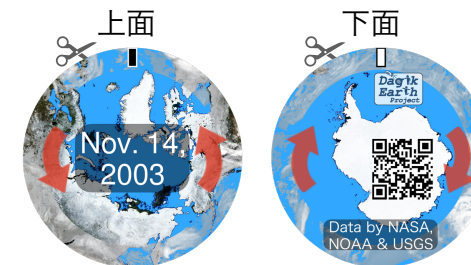 上面
下面
Nov. 14,
2003
Dagik
Earth
Project
Data by NASA,
NOAA & USGS